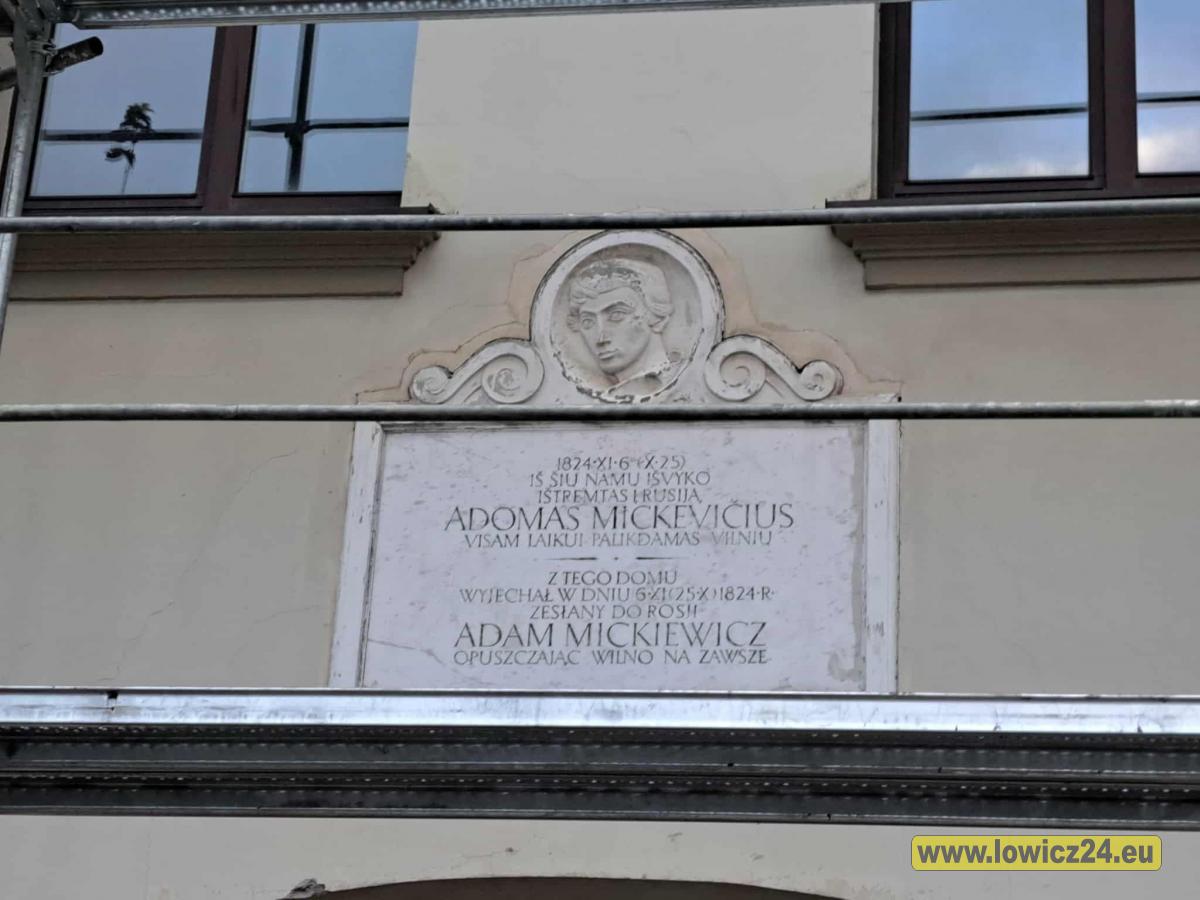 1824·XI·6 (X·25)
IŠ ŠIŲ NAMŲ IŠVYKO
IŠTREMTAS Į RUSIJĄ
ADOMAS MICKEVIČIUS
VISAM LAIKUI PALIKDAMAS VILNIŲ
Z TEGO DOMU
WYJECHAŁ W DNIU 6·XI(25·X)1824·R·
ZESŁANY DO ROSJI
ADAM MICKIEWICZ
OPUSZCZAJĄC WILNO NA ZAWSZE
www.lowicz24.eu